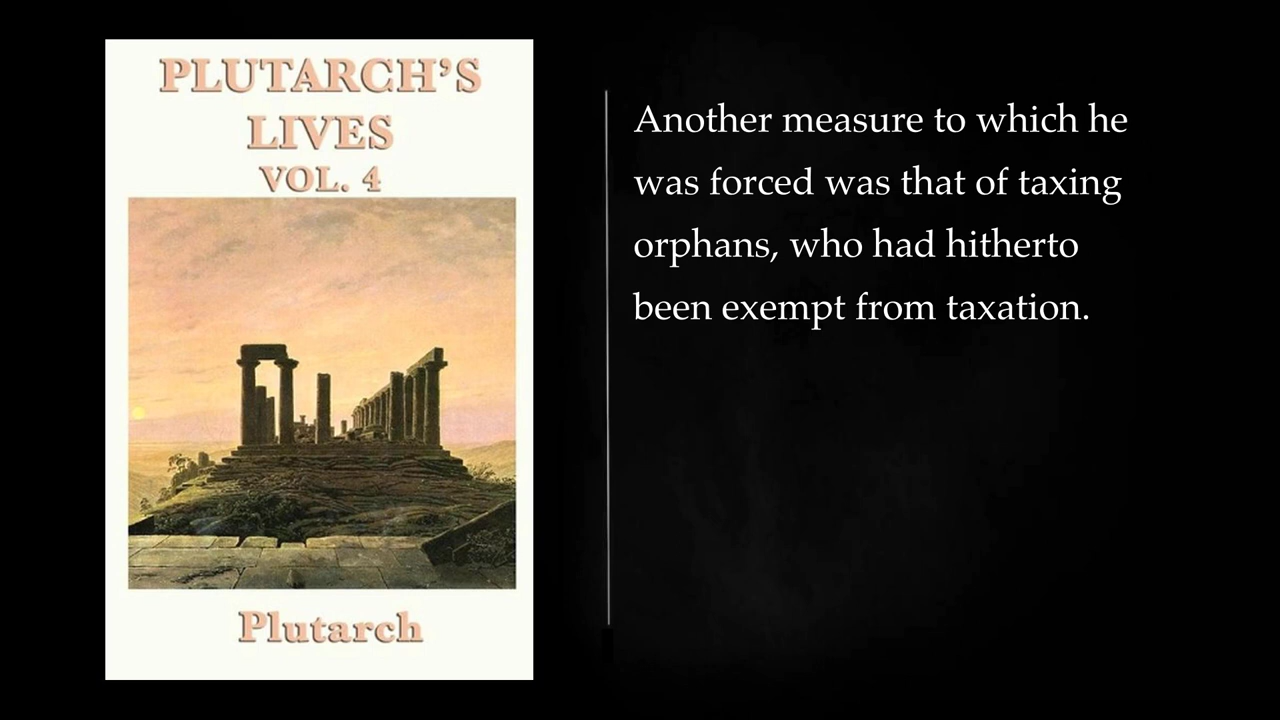 PLUTARCH'S
LIVES
VOL. 4
Plutarch
Another measure to which he
was forced was that of taxing
orphans, who had hitherto
been exempt from taxation.